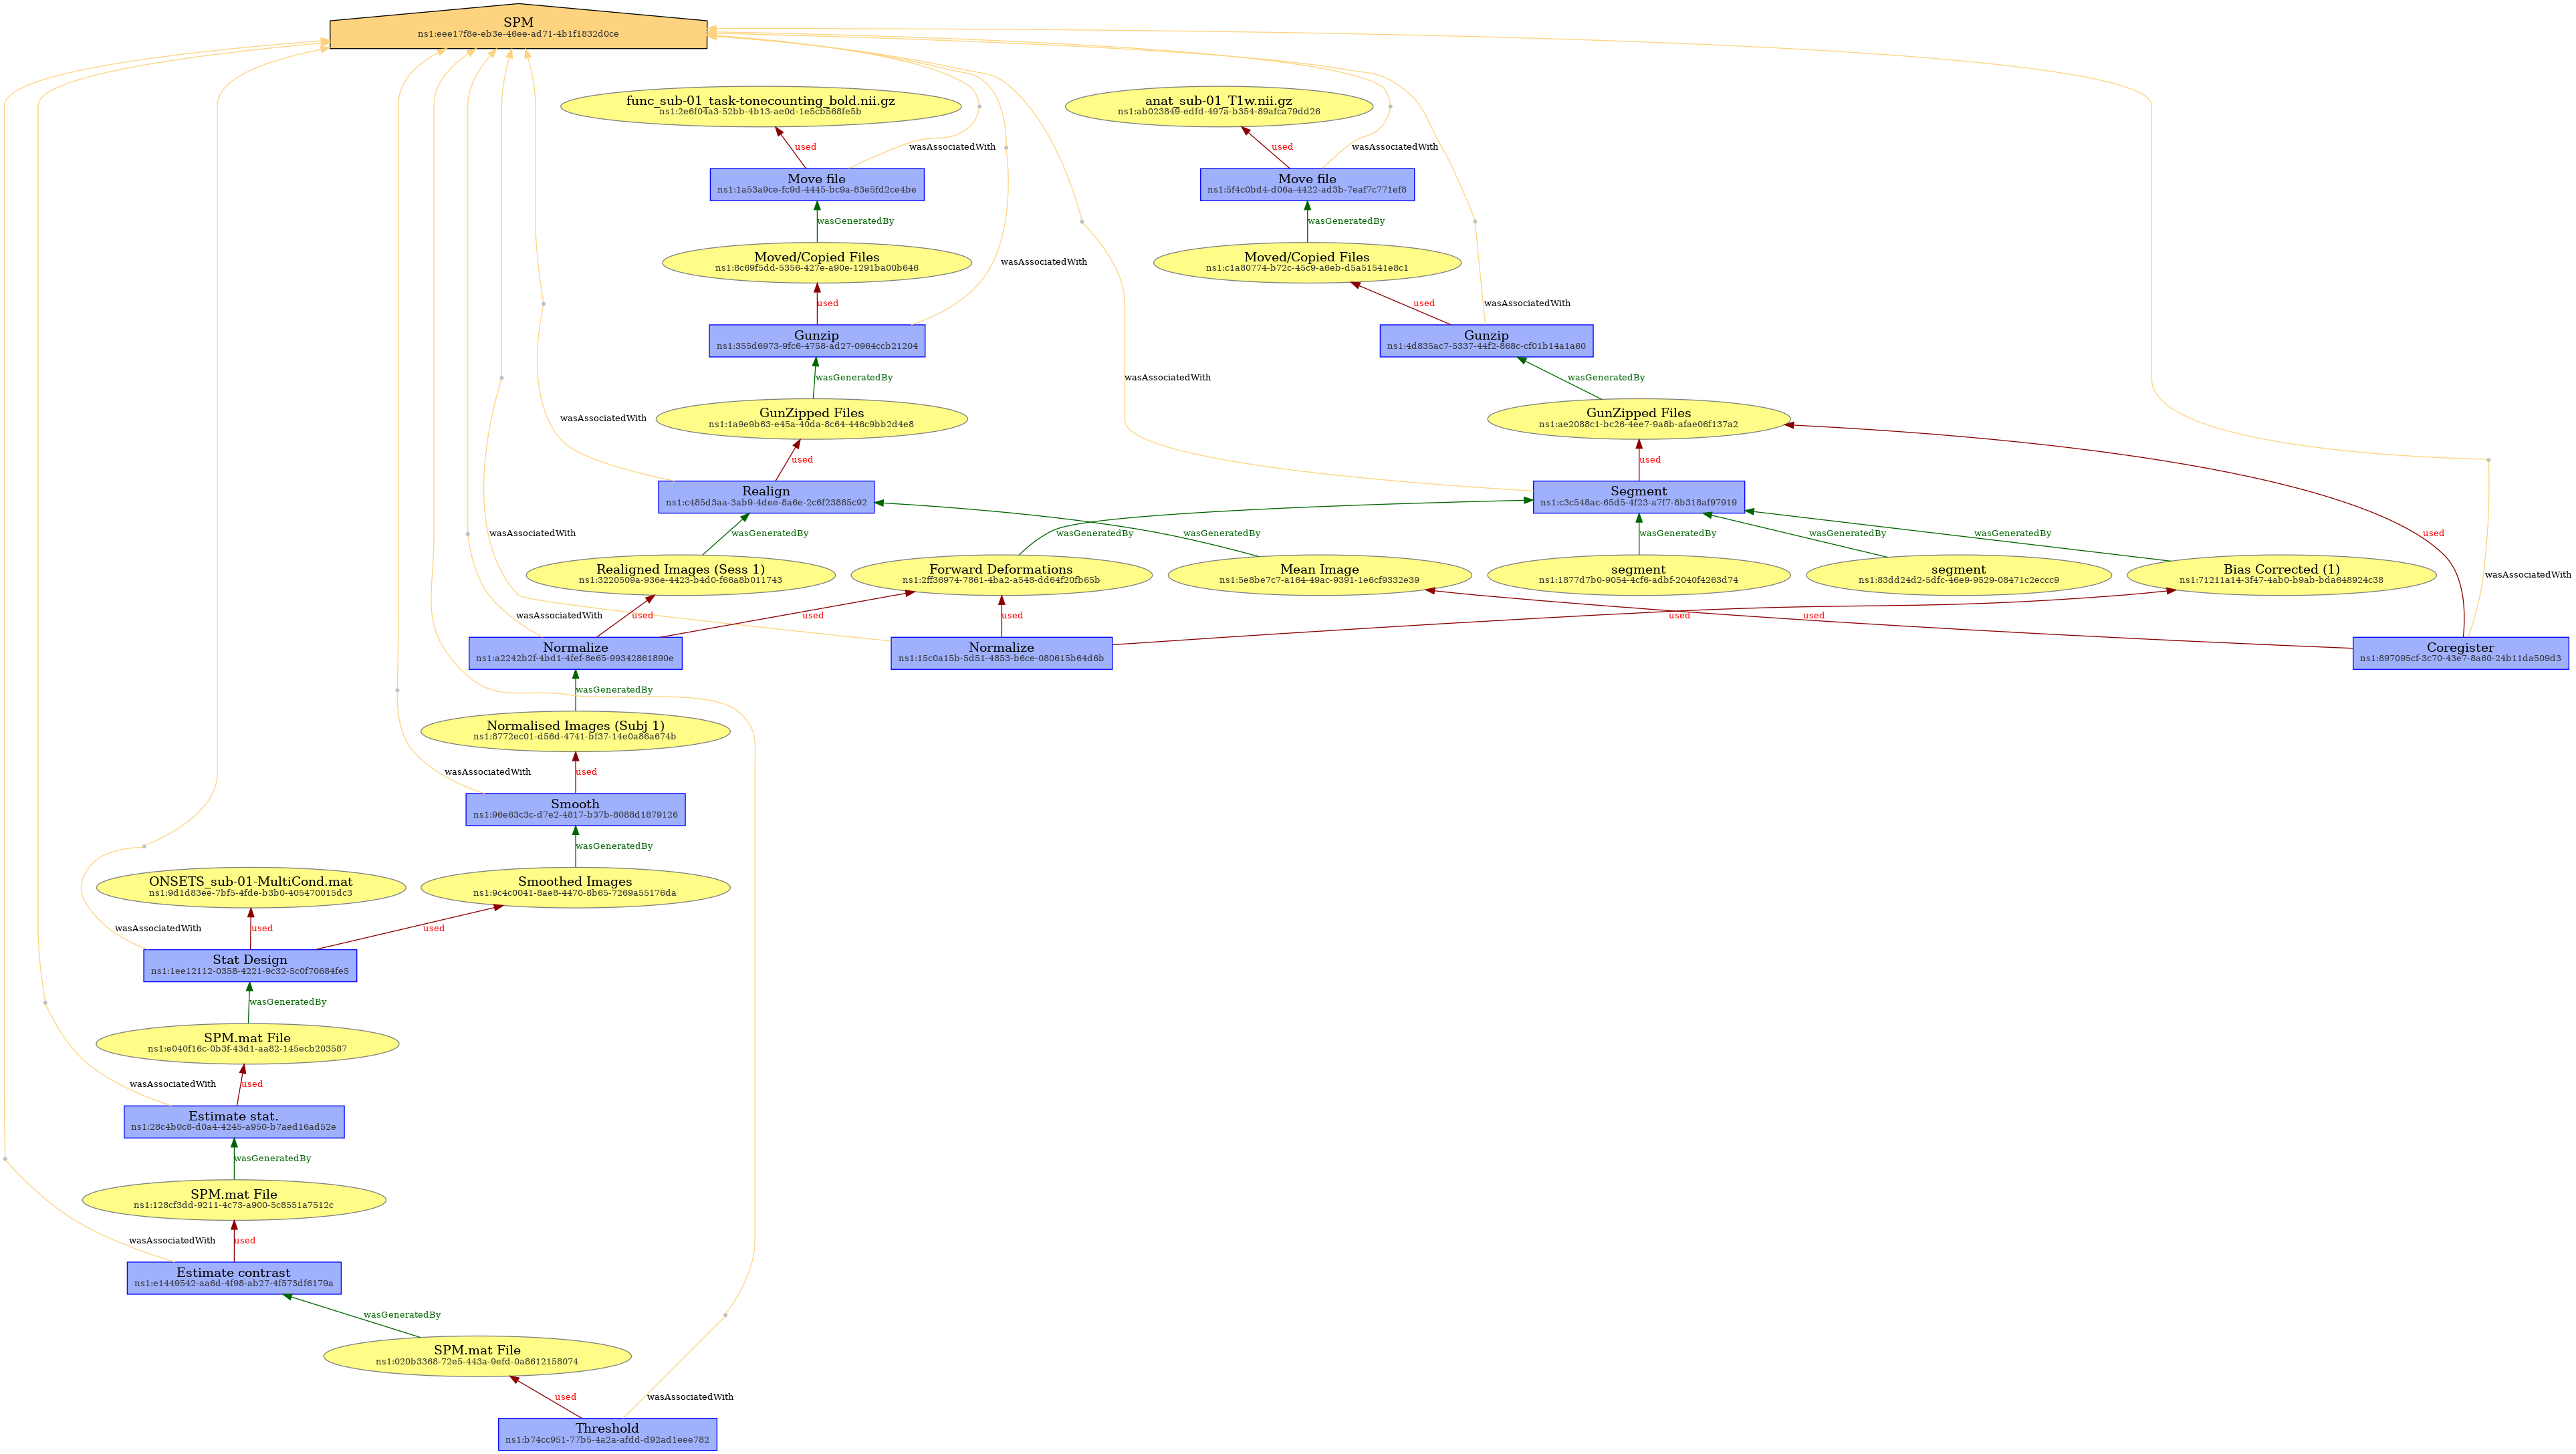 SPM
ns1:eee17f8e-eb3e-46ee-ad71-4b1f1832d0ce
func_sub-01_task-tonecounting_bold.nii.gz
ns1:2e6f04a3-52bb-4b13-ae0d-1e5cb568fe5b
anat_sub-01_T1w.nii.gz
ns1:ab023849-edfd-497a-b354-89afca79dd26
used
wasAssociatedWith
used
wasAssociatedWith
Move file
ns1:1a53a9ce-fc9d-4445-bc9a-83e5fd2ce4be
Move file
ns1:5f4c0bd4-d06a-4422-ad3b-7eaf7c771ef8
wasGeneratedBy
wasGeneratedBy
Moved/Copied Files
ns1:8c69f5dd-5356-427e-a90e-1291ba00b646
wasAssociatedWith
Moved/Copied Files
ns1:c1a80774-b72c-45c9-a6eb-d5a51541e8c1
used
used
wasAssociatedWith
Gunzip
ns1:355d6973-9fc6-4758-ad27-0964ccb21204
Gunzip
ns1:4d835ac7-5337-44f2-868c-cf01b14a1a60
wasGeneratedBy
wasAssociatedWith
wasGeneratedBy
wasAssociatedWith
GunZipped Files
ns1:1a9e9b63-e45a-40da-8c64-446c9bb2d4e8
GunZipped Files
ns1:ae2088c1-bc26-4ee7-9a8b-afae06f137a2
used
used
Realign
ns1:c485d3aa-3ab9-4dee-8a6e-2c6f23885c92
Segment
ns1:c3c548ac-65d5-4f23-a7f7-8b318af97919
wasAssociatedWith
wasGeneratedBy
wasGeneratedBy
wasGeneratedBy
wasGeneratedBy
wasGeneratedBy
wasGeneratedBy
used
Realigned Images (Sess 1)
ns1:3220509a-936e-4423-b4d0-f66a8b011743
Forward Deformations
ns1:2ff36974-7861-4ba2-a548-dd64f20fb65b
Mean Image
ns1:5e8be7c7-a164-49ac-9391-1e6cf9332e39
segment
ns1:1877d7b0-9054-4cf6-adbf-2040f4263d74
segment
ns1:83dd24d2-5dfc-46e9-9529-08471c2eccc9
Bias Corrected (1)
ns1:71211a14-3f47-4ab0-b9ab-bda648924c38
wasAssociatedWith
wasAssociatedWith
used
used
used
used
used
Normalize
ns1:a2242b2f-4bd1-4fef-8e65-99342861890e
Normalize
ns1:15c0a15b-5d51-4853-b6ce-080615b64d6b
Coregister
ns1:897095cf-3c70-43e7-8a60-24b11da509d3
wasGeneratedBy
Normalised Images (Subj 1)
ns1:8772ec01-d56d-4741-bf37-14e0a86a674b
wasAssociatedWith
used
Smooth
ns1:96e63c3c-d7e2-4817-b37b-8088d1879126
wasGeneratedBy
ONSETS_sub-01-MultiCond.mat
ns1:9d1d83ee-7bf5-4fde-b3b0-405470015dc3
Smoothed Images
ns1:9c4c0041-8ae8-4470-8b65-7269a55176da
wasAssociatedWith
used
used
Stat Design
ns1:1ee12112-0358-4221-9c32-5c0f70684fe5
wasGeneratedBy
SPM.mat File
ns1:e040f16c-0b3f-43d1-aa82-145ecb203587
wasAssociatedWith
used
Estimate stat.
ns1:28c4b0c8-d0a4-4245-a950-b7aed16ad52e
wasGeneratedBy
SPM.mat File
ns1:128cf3dd-9211-4c73-a900-5c8551a7512c
wasAssociatedWith
used
Estimate contrast
ns1:e1449542-aa6d-4f98-ab27-4f573df6179a
wasGeneratedBy
SPM.mat File
ns1:020b3368-72e5-443a-9efd-0a8612158074
used
wasAssociatedWith
Threshold
ns1:b74cc951-77b5-4a2a-afdd-d92ad1eee782